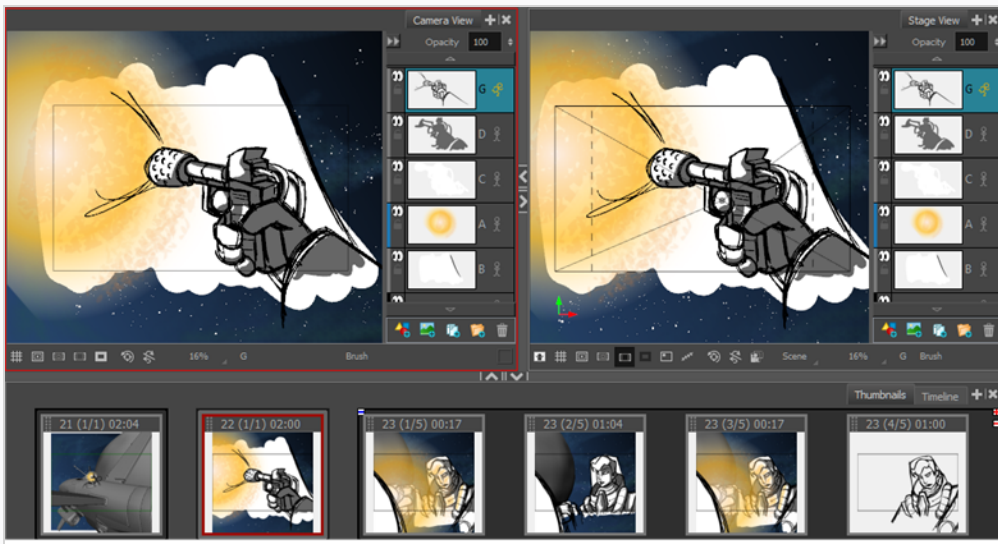 Camera View
Opacity 100
G
D
C
A
B
16% G Brush
Stage View
Opacity 100
G
D
C
A
B
Scene 16% G Brush
Thumbnails Timeline
21 (1/1) 02:04
22 (1/1) 02:00
23 (1/5) 00:17
23 (2/5) 01:04
23 (3/5) 00:17
23 (4/5) 01:00